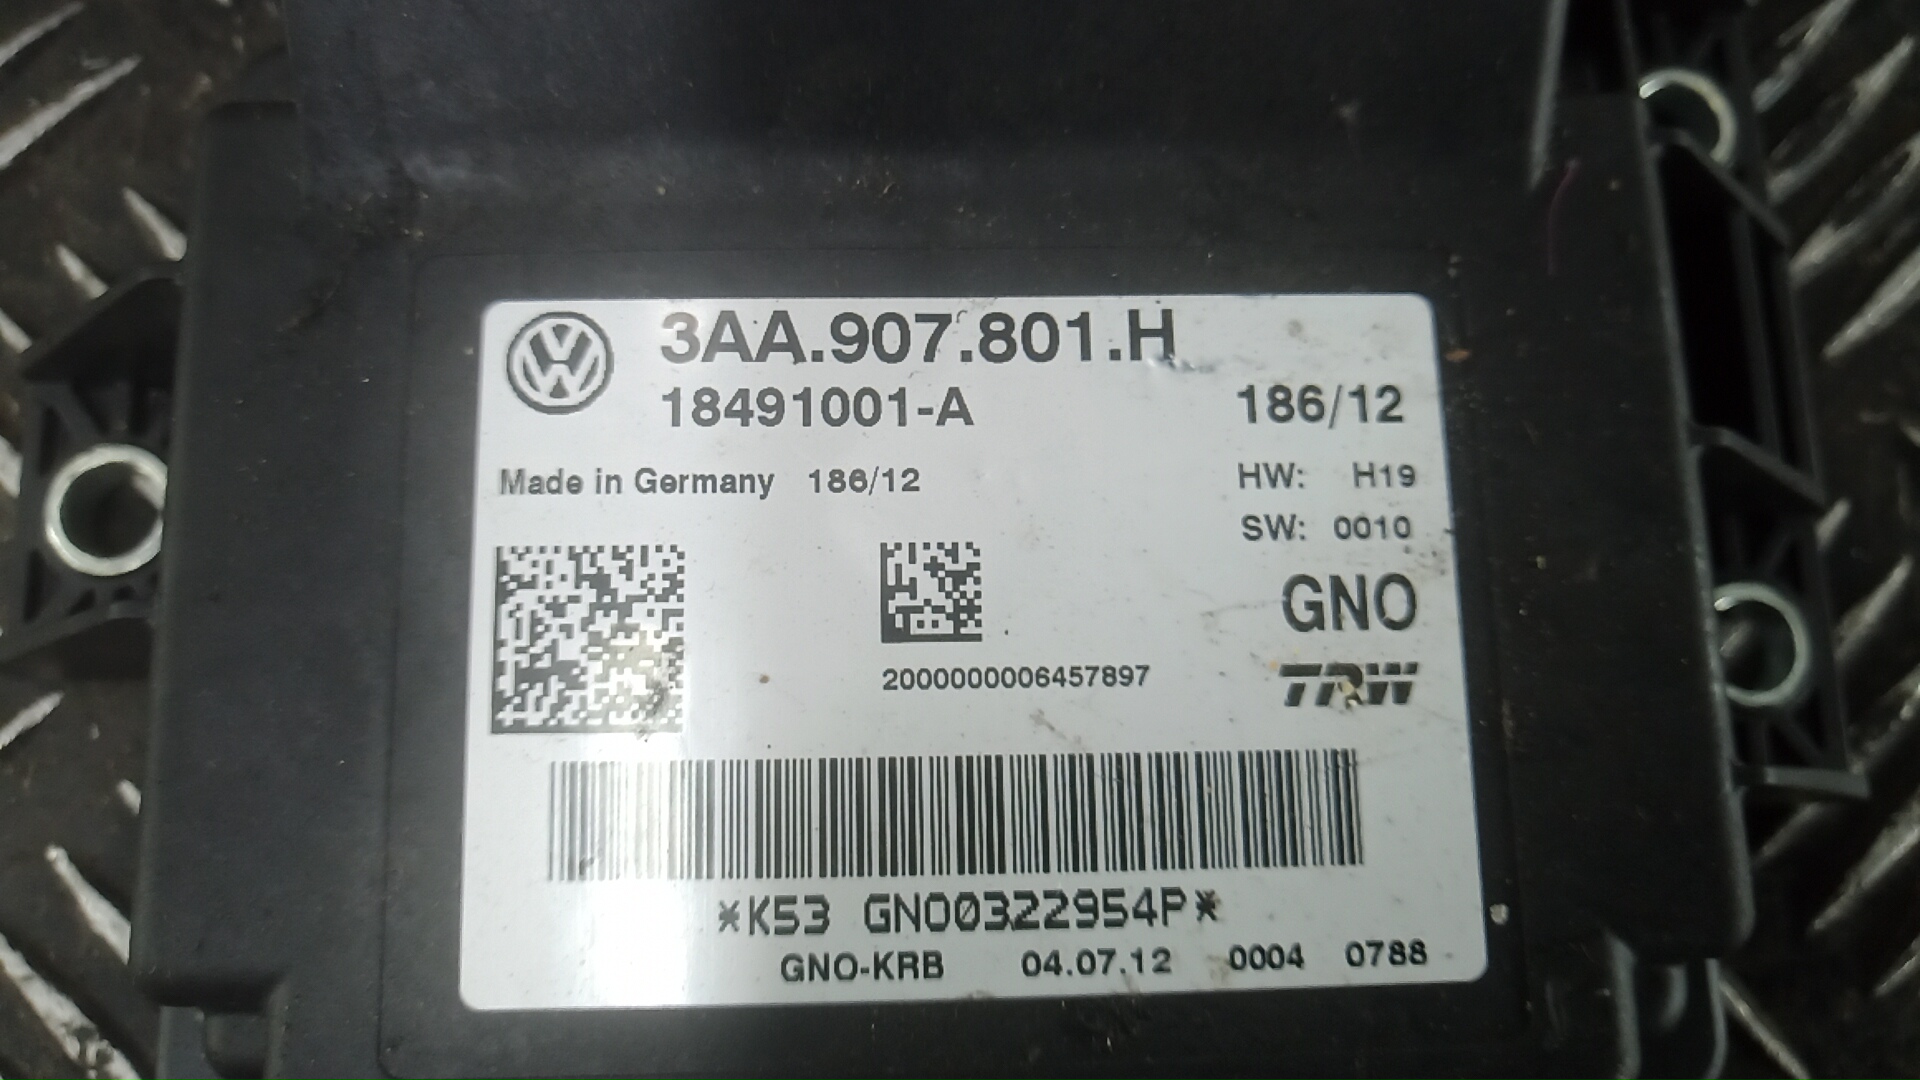 3AA.907.801.H
18491001-A 186/12
Made in Germany 186/12 HW: H19
SW: 0010
GNO
2000000006457897 TRW
*K53 GNO0322954P*
GNO-KRB 04.07.12 0004 0788